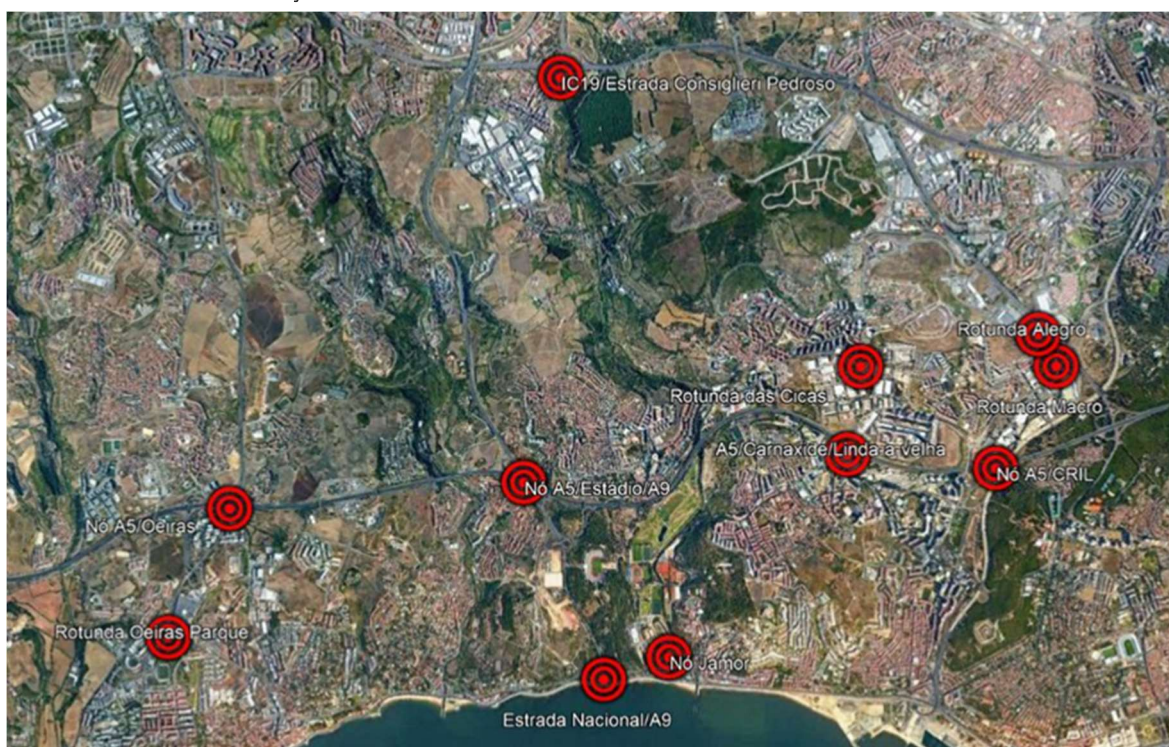 IC19/Estrada Consiglieri Pedroso
Rotunda Alegro
Rotunda das Cicas
Rotunda Macro
A5/Carnaxide/Linda-a-velha
Nó A5/CRIL
Nó A5/Estádio/A9
Nó A5/Oeiras
Rotunda Oeiras Parque
Nó Jamor
Estrada Nacional/A9